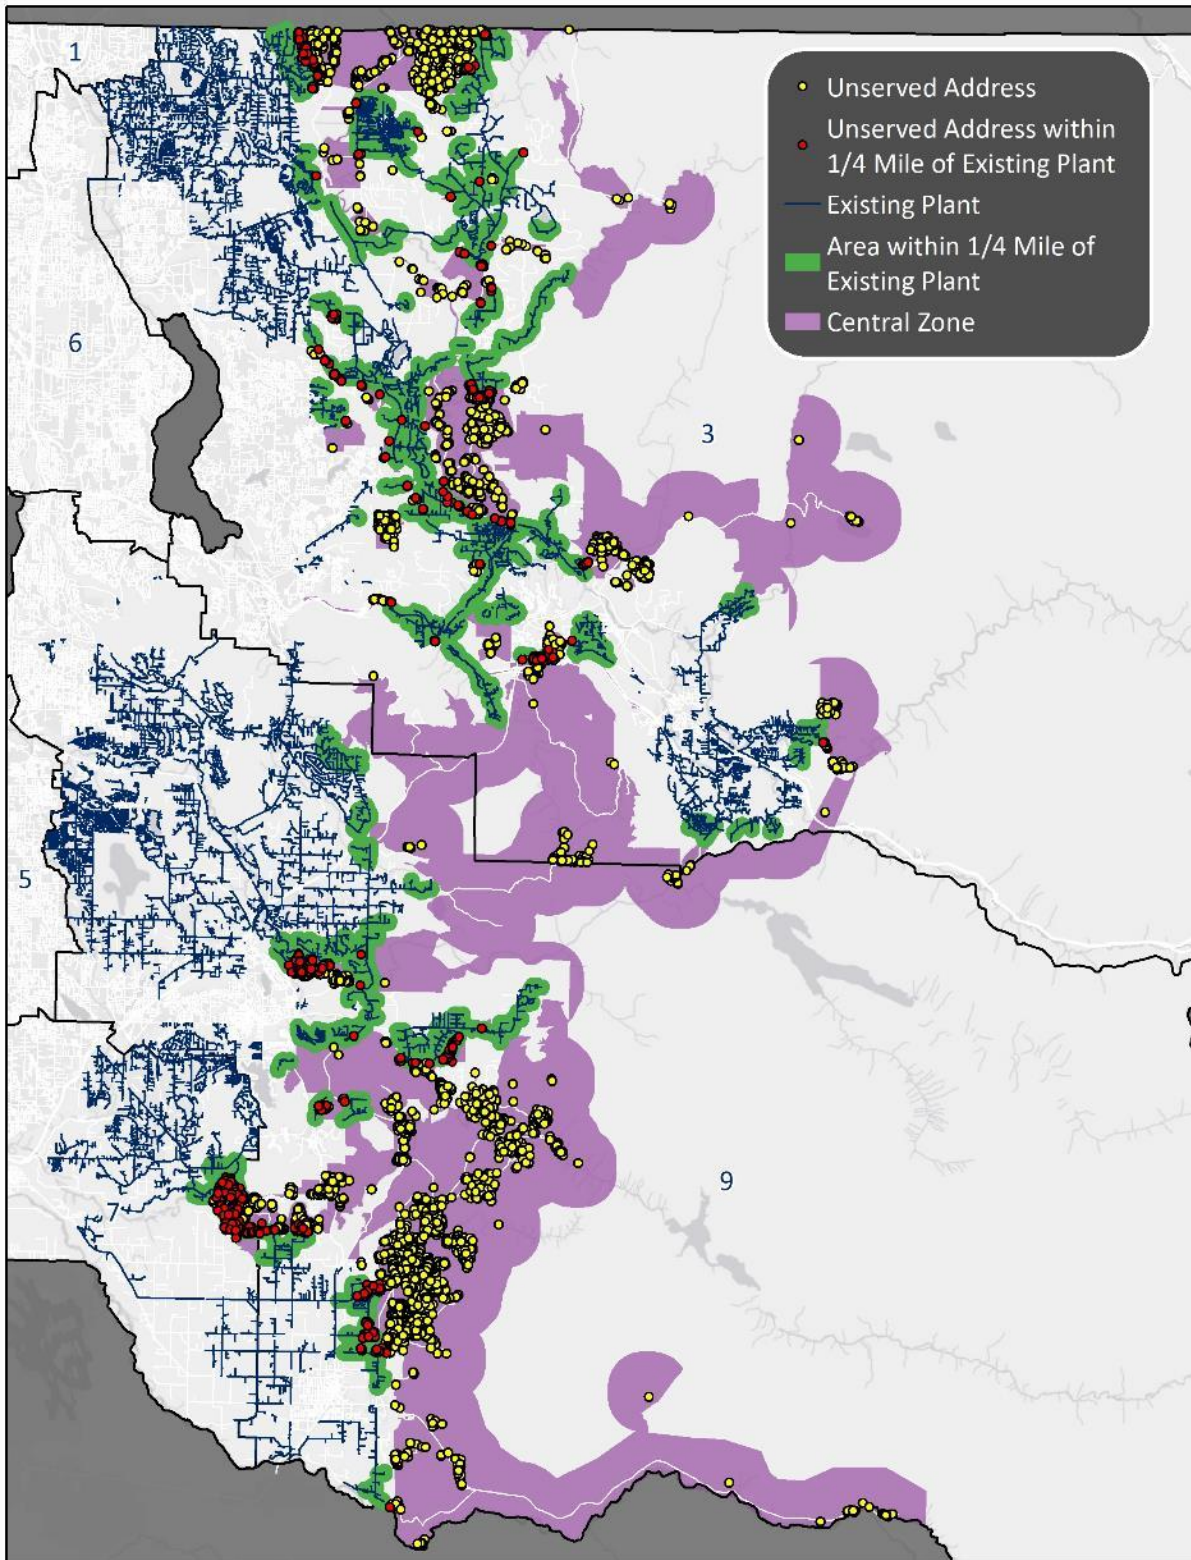 1
Unserved Address
Unserved Address within
1/4 Mile of Existing Plant
Existing Plant
Area within 1/4 Mile of
Existing Plant
Central Zone
6
3
5
9
7